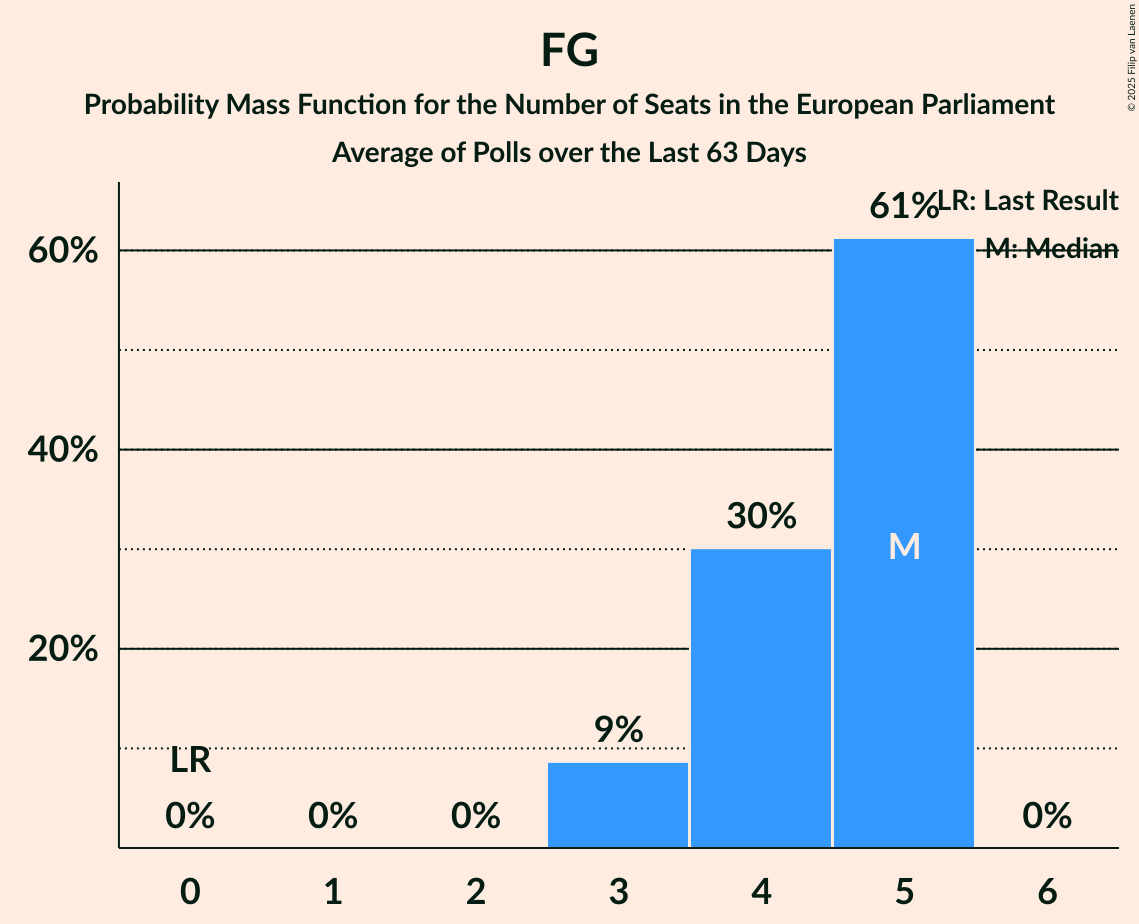 FG
Probability Mass Function for the Number of Seats in the European Parliament
Average of Polls over the Last 63 Days
© 2025 Filip van Laenen
LR: Last Result
M: Median
61%
60%
40%
30%
M
20%
9%
LR
0%
0%
0%
0%
0
1
2
3
4
5
6